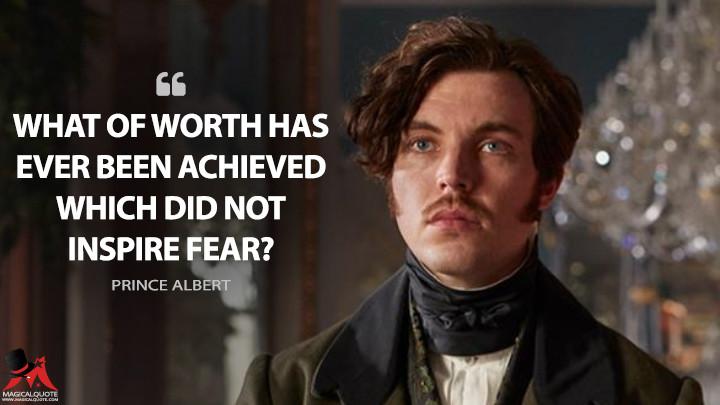 “
WHAT OF WORTH HAS
EVER BEEN ACHIEVED
WHICH DID NOT
INSPIRE FEAR?
PRINCE ALBERT
MAGICALQUOTE
WWW.MAGICALQUOTE.COM